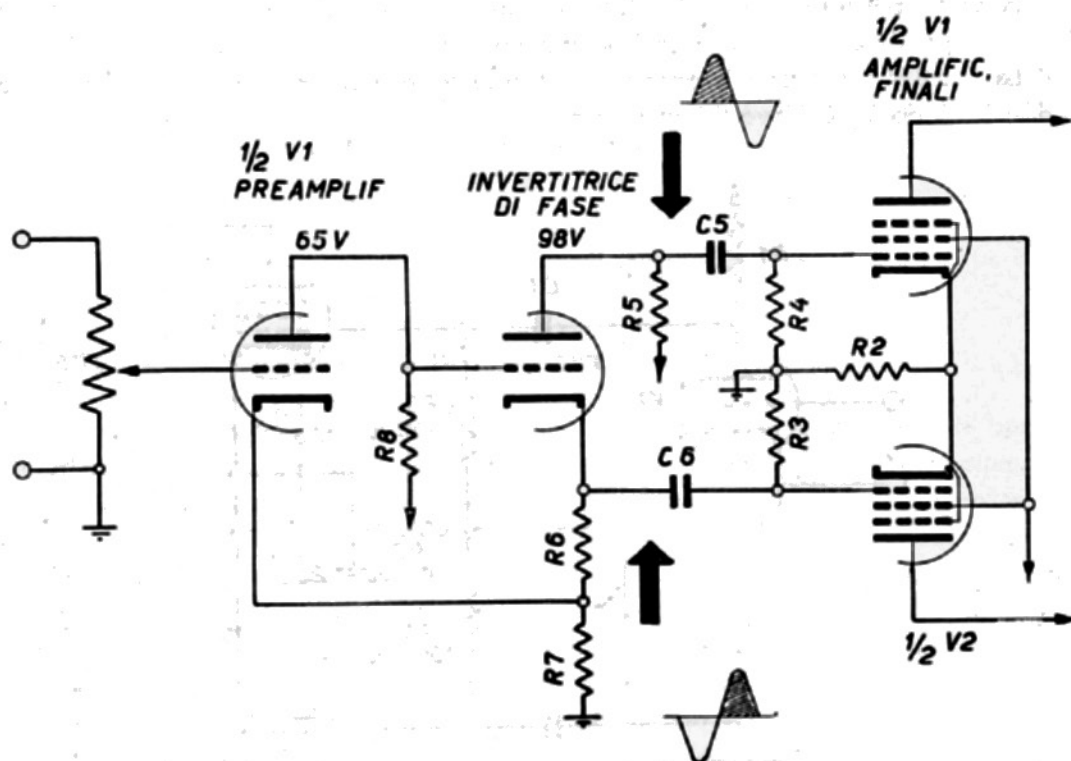 1/2 V1
AMPLIFIC,
FINALI
1/2 V1
PREAMPLIF
65V
INVERTITRICE
DI FASE
98V
C5
R5
R4
R2
R8
R3
C6
R6
R7
1/2 V2